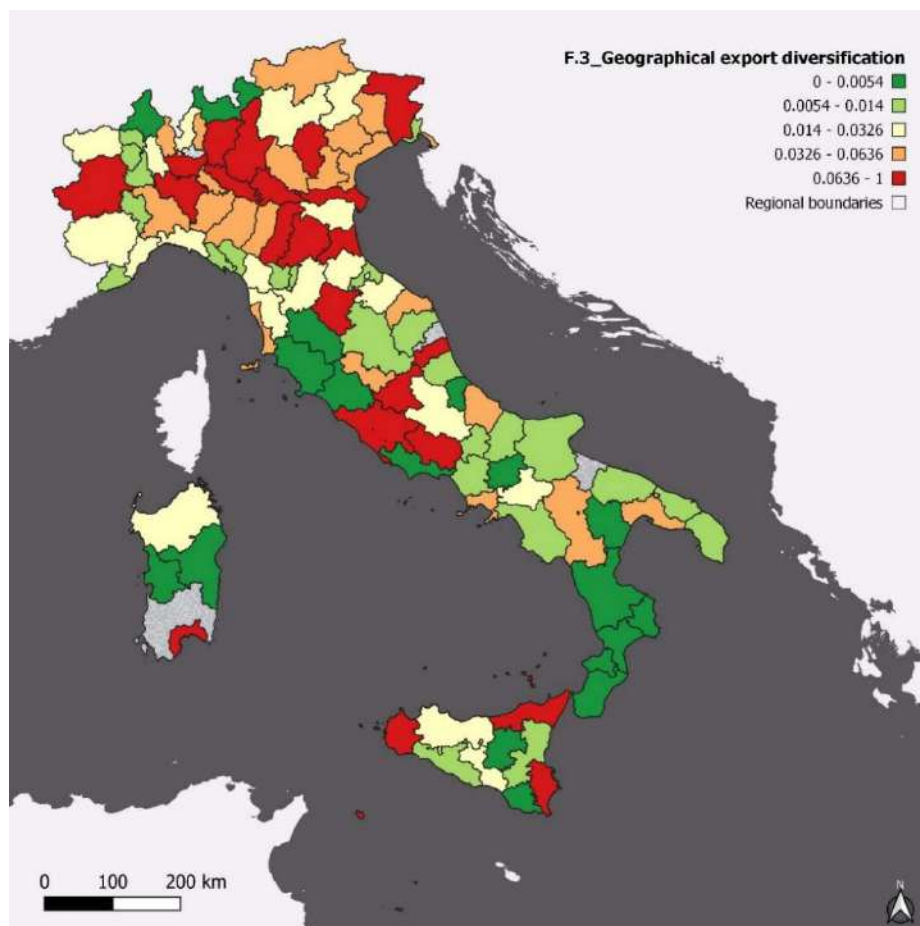 F.3_Geographical export diversification
0 - 0.0054
0.0054 - 0.014
0.014 - 0.0326
0.0326 - 0.0636
0.0636 - 1
Regional boundaries
0 100 200 km
N